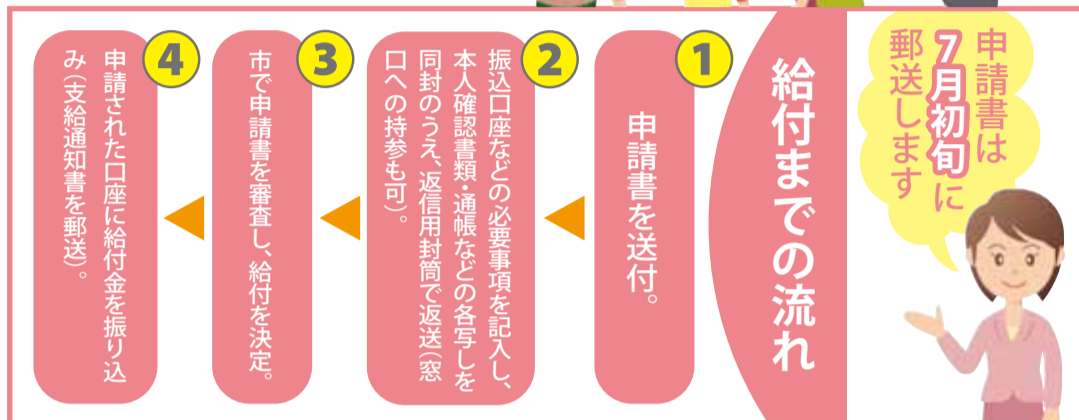 申請書は
7月初旬に
郵送します
給付までの流れ
1
申請書を送付。
2
振込口座などの必要事項を記入し、
本人確認書類・通帳などの各写しを
同封のうえ、返信用封筒で返送(窓
口への持参も可)。
3
市で申請書を審査し、給付を決定。
4
申請された口座に給付金を振り込
み(支給通知書を郵送)。